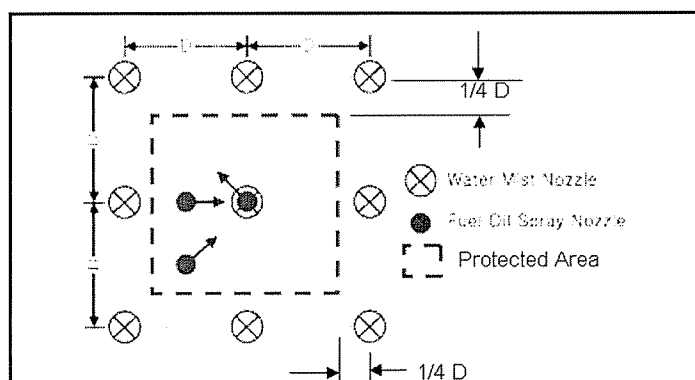 D D
1/4 D
D
Water Mist Nozzle
Fuel Oil Spray Nozzle
Protected Area
D
1/4 D